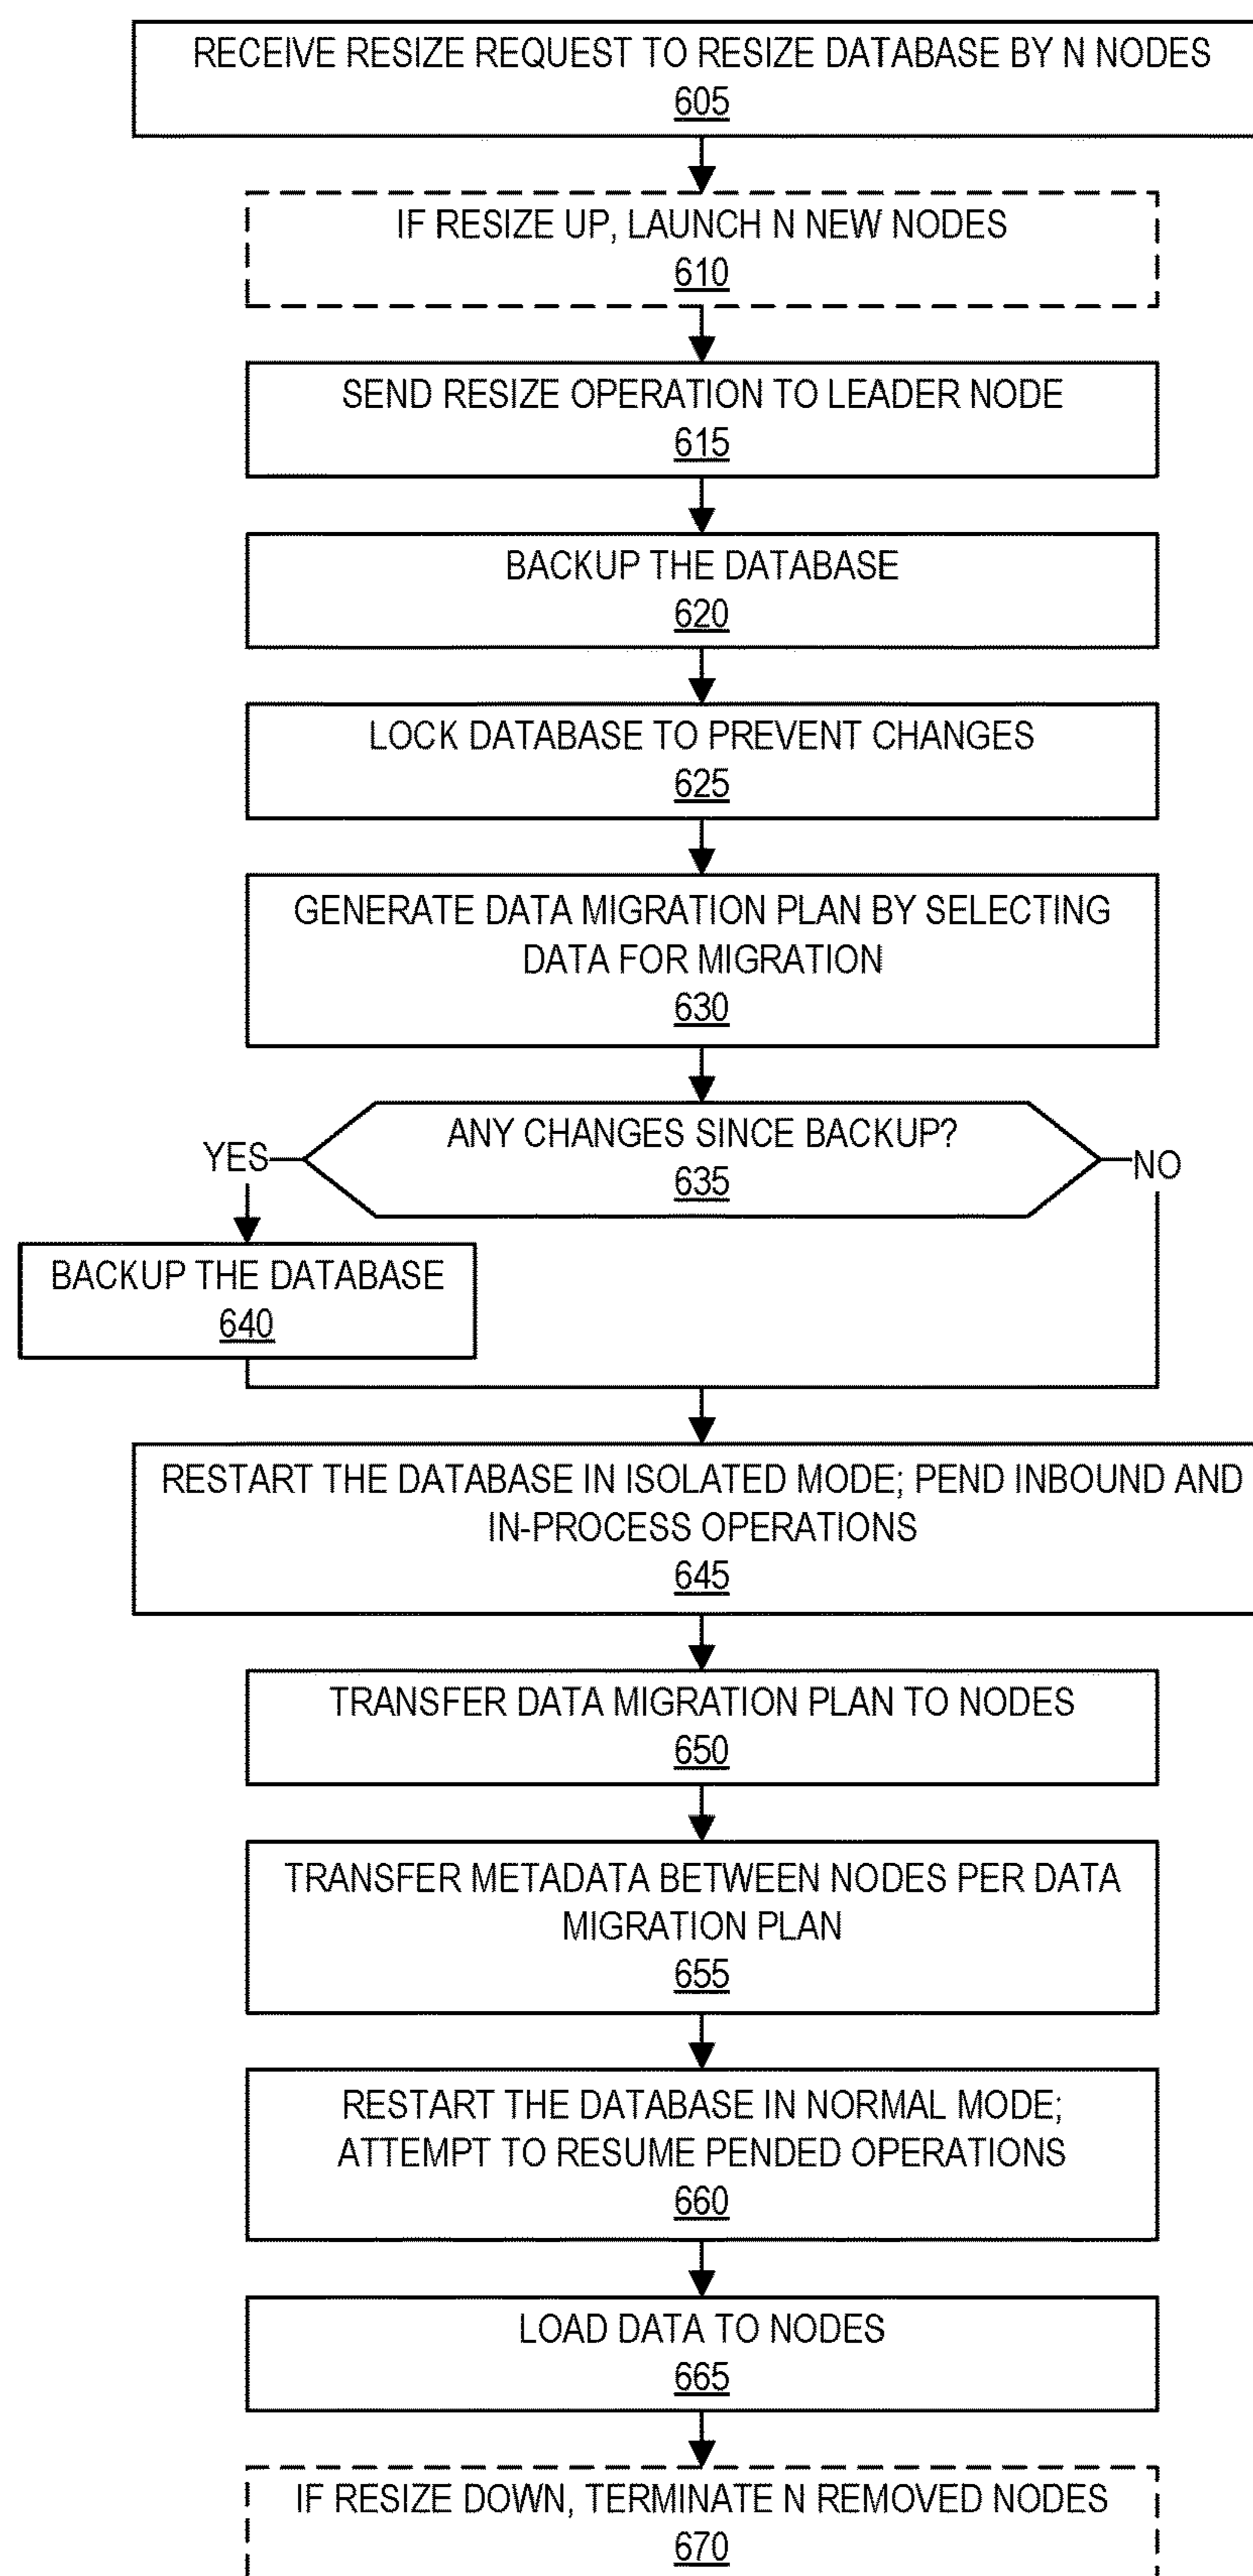 RECEIVE RESIZE REQUEST TO RESIZE DATABASE BY N NODES
605
IF RESIZE UP, LAUNCH N NEW NODES
610
SEND RESIZE OPERATION TO LEADER NODE
615
BACKUP THE DATABASE
620
LOCK DATABASE TO PREVENT CHANGES
625
GENERATE DATA MIGRATION PLAN BY SELECTING
DATA FOR MIGRATION
630
ANY CHANGES SINCE BACKUP?
635
YES
NO
BACKUP THE DATABASE
640
RESTART THE DATABASE IN ISOLATED MODE; PEND INBOUND AND
IN-PROCESS OPERATIONS
645
TRANSFER DATA MIGRATION PLAN TO NODES
650
TRANSFER METADATA BETWEEN NODES PER DATA
MIGRATION PLAN
655
RESTART THE DATABASE IN NORMAL MODE;
ATTEMPT TO RESUME PENDED OPERATIONS
660
LOAD DATA TO NODES
665
IF RESIZE DOWN, TERMINATE N REMOVED NODES
670